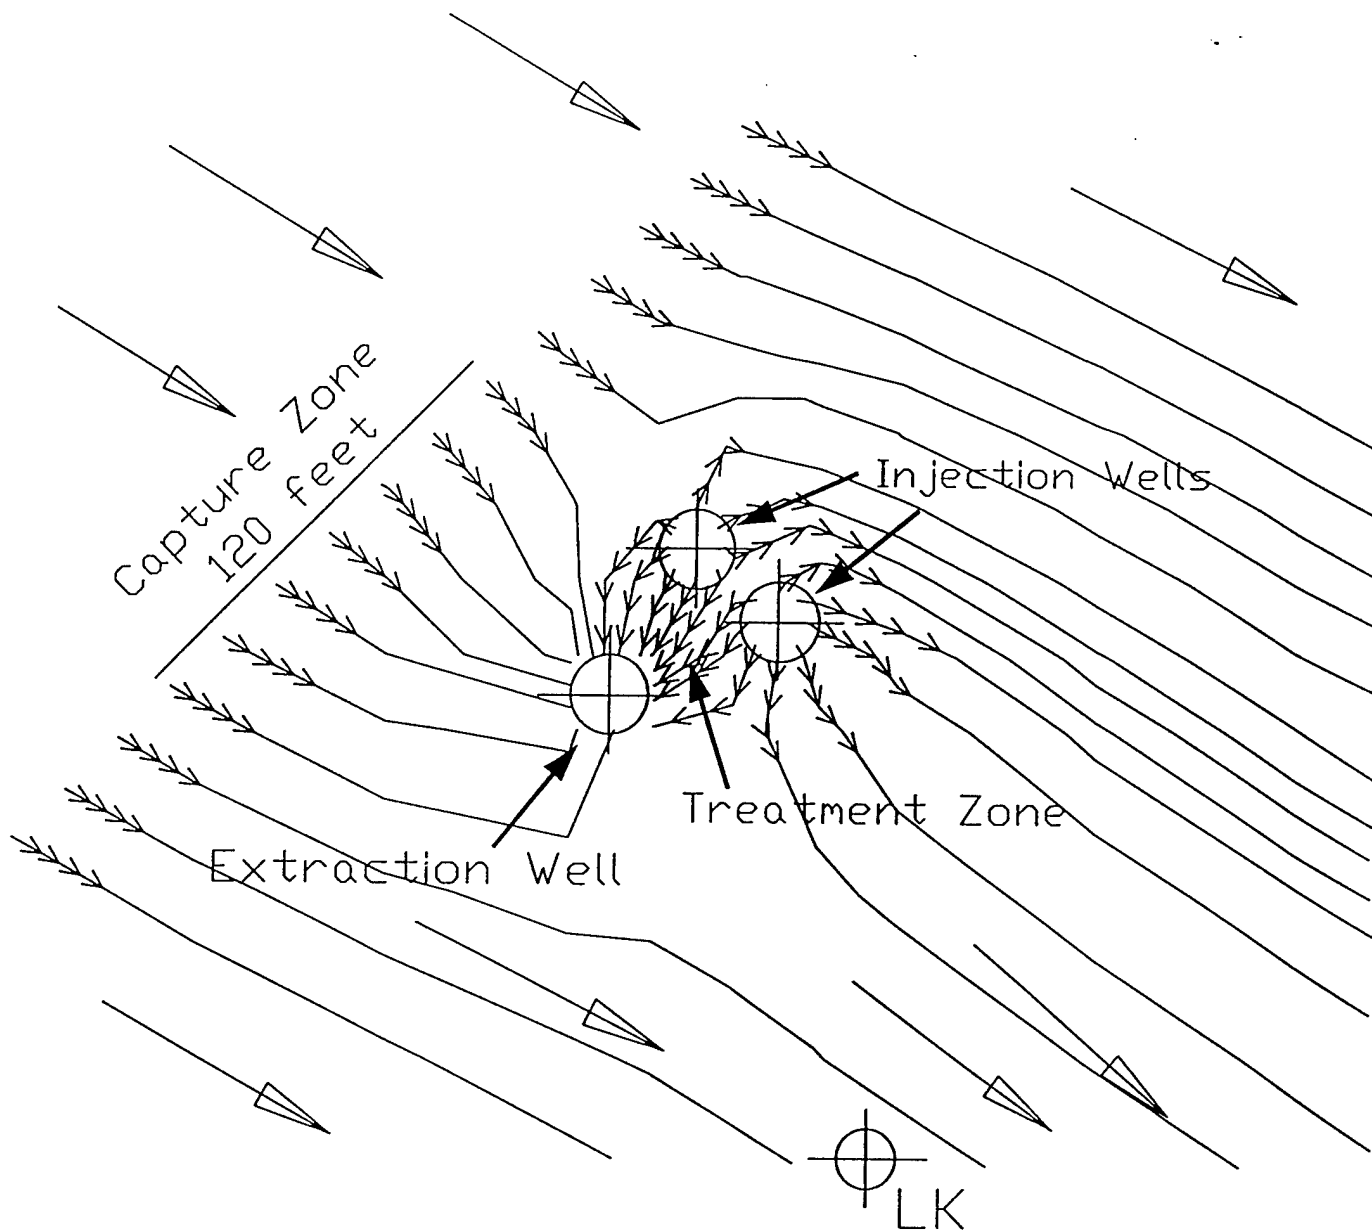 Capture Zone
120 feet
Injection Wells
Treatment Zone
Extraction Well
LK